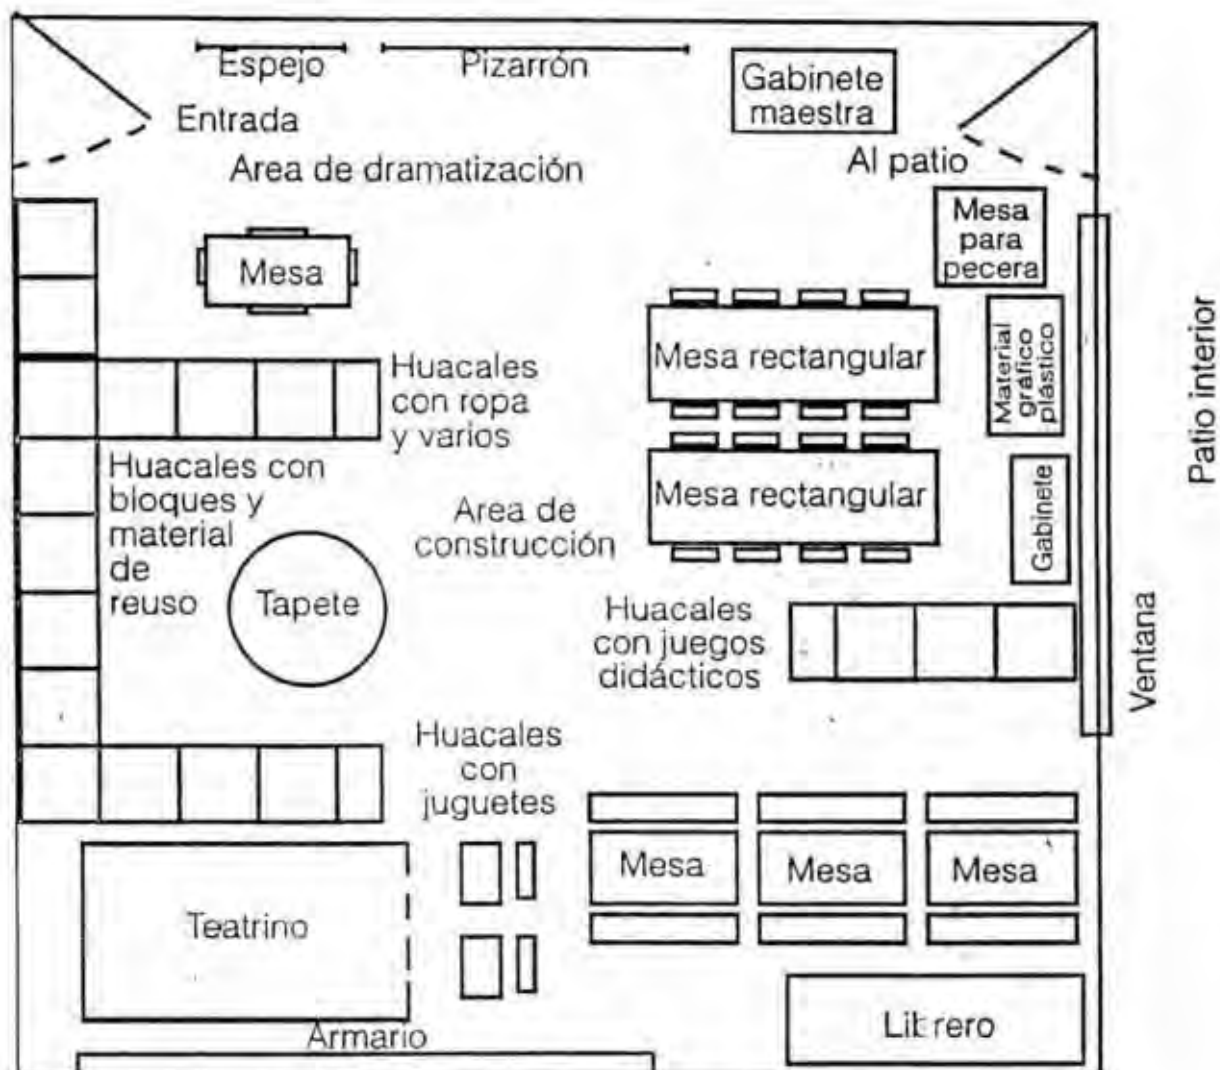 Espejo
Pizarrón
Gabinete
maestra
Entrada
Area de dramatización
Al patio
Mesa
para
pecera
Mesa
Material
gráfico
plástico
Patio interior
Mesa rectangular
Huacales
con ropa
y varios
Huacales con
bloques y
material
de
reuso
Area de
construcción
Mesa rectangular
Gabinete
Tapete
Huacales
con juegos
didácticos
Ventana
Huacales
con
juguetes
Mesa
Mesa
Mesa
Teatrino
Armario
Librero